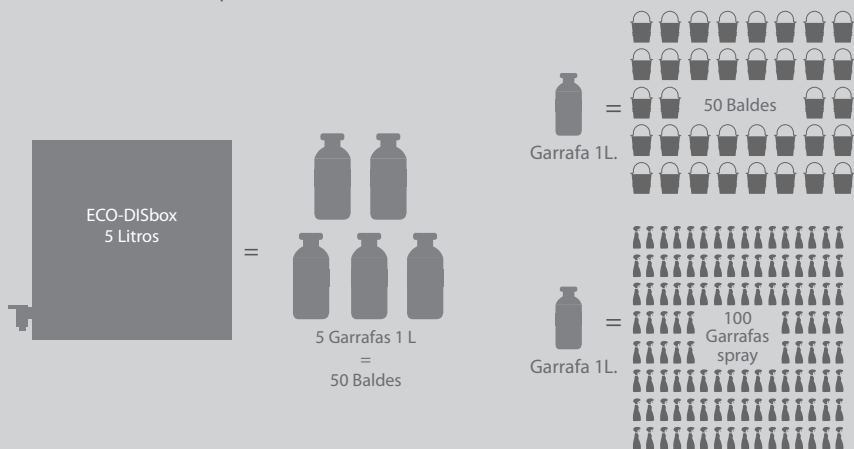 ECO-DISbox
5 Litros
=
5 Garrafas 1 L
=
50 Baldes
Garrafa 1L.
=
50 Baldes
Garrafa 1L.
=
100
Garrafas
spray